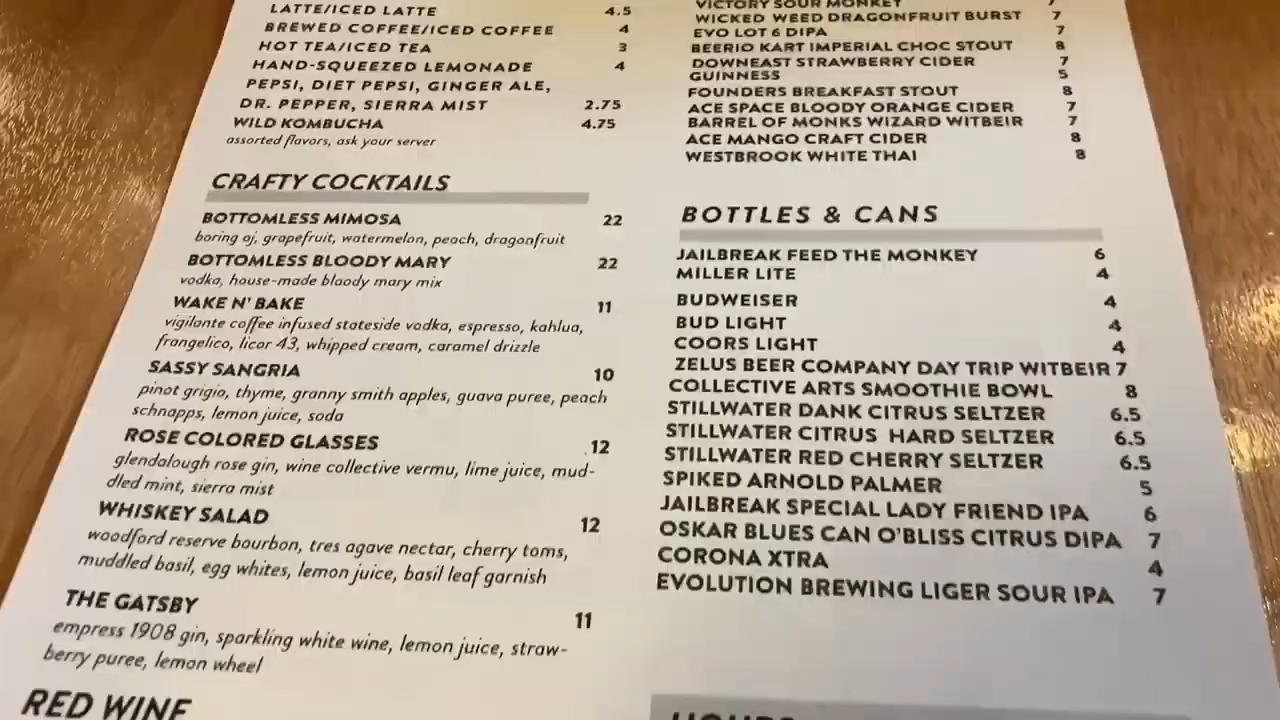 LATTE/ICED LATTE 4.5
BREWED COFFEE/ICED COFFEE 4
HOT TEA/ICED TEA 3
HAND-SQUEEZED LEMONADE 4
PEPSI, DIET PEPSI, GINGER ALE,
DR. PEPPER, SIERRA MIST 2.75
WILD KOMBUCHA 4.75
assorted flavors, ask your server
CRAFTY COCKTAILS
BOTTOMLESS MIMOSA 22
boring oj, grapefruit, watermelon, peach, dragonfruit
BOTTOMLESS BLOODY MARY 22
vodka, house-made bloody mary mix
WAKE N' BAKE 11
vigilante coffee infused stateside vodka, espresso, kahlua,
frangelico, licor 43, whipped cream, caramel drizzle
SASSY SANGRIA 10
pinot grigio, thyme, granny smith apples, guava puree, peach
schnapps, lemon juice, soda
ROSE COLORED GLASSES 12
glendalough rose gin, wine collective vermu, lime juice, mud-
dled mint, sierra mist
WHISKEY SALAD 12
woodford reserve bourbon, tres agave nectar, cherry toms,
muddled basil, egg whites, lemon juice, basil leaf garnish
THE GATSBY 11
empress 1908 gin, sparkling white wine, lemon juice, straw-
berry puree, lemon wheel
RED WINE
VICTORY SOUR MONKEY 7
WICKED WEED DRAGONFRUIT BURST 7
EVO LOT 6 DIPA 7
BEERIO KART IMPERIAL CHOC STOUT 8
DOWNEAST STRAWBERRY CIDER 7
GUINNESS 5
FOUNDERS BREAKFAST STOUT 8
ACE SPACE BLOODY ORANGE CIDER 7
BARREL OF MONKS WIZARD WITBEIR 7
ACE MANGO CRAFT CIDER 8
WESTBROOK WHITE THAI 8
BOTTLES & CANS
JAILBREAK FEED THE MONKEY 6
MILLER LITE 4
BUDWEISER 4
BUD LIGHT 4
COORS LIGHT 4
ZELUS BEER COMPANY DAY TRIP WITBEIR 7
COLLECTIVE ARTS SMOOTHIE BOWL 8
STILLWATER DANK CITRUS SELTZER 6.5
STILLWATER CITRUS HARD SELTZER 6.5
STILLWATER RED CHERRY SELTZER 6.5
SPIKED ARNOLD PALMER 5
JAILBREAK SPECIAL LADY FRIEND IPA 6
OSKAR BLUES CAN O'BLISS CITRUS DIPA 7
CORONA XTRA 4
EVOLUTION BREWING LIGER SOUR IPA 7